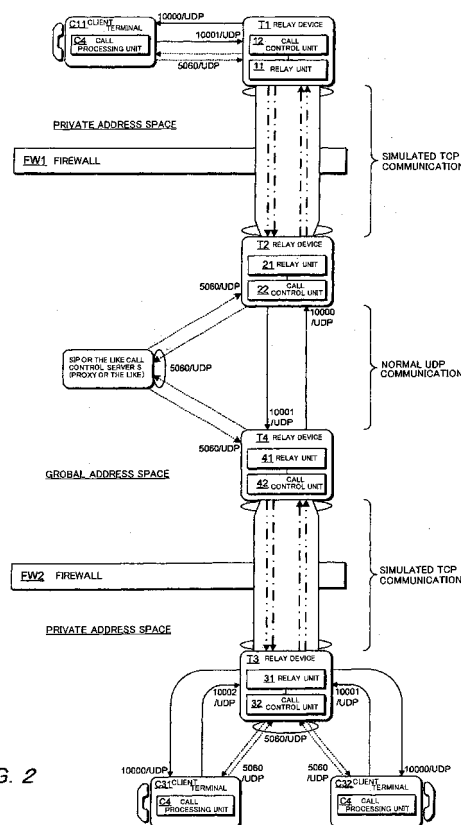 C11 CLIENT
TERMINAL
C4 CALL
PROCESSING UNIT
10000/UDP
10001/UDP
5060/UDP
T1 RELAY DEVICE
12 CALL
CONTROL UNIT
11 RELAY UNIT
PRIVATE ADDRESS SPACE
FW1 FIREWALL
SIMULATED TCP
COMMUNICATION
T2 RELAY DEVICE
21 RELAY UNIT
22 CALL
CONTROL UNIT
5060/UDP
10000
/UDP
SIP OR THE LIKE CALL
CONTROL SERVER S
(PROXY OR THE LIKE)
5060/UDP
NORMAL UDP
COMMUNICATION
10001
/UDP
5060/UDP
T4 RELAY DEVICE
41 RELAY UNIT
42 CALL
CONTROL UNIT
GROBAL ADDRESS SPACE
FW2 FIREWALL
SIMULATED TCP
COMMUNICATION
PRIVATE ADDRESS SPACE
T3 RELAY DEVICE
31 RELAY UNIT
32 CALL
CONTROL UNIT
10002
/UDP
10001
/UDP
5060/UDP
5060
/UDP
5060
/UDP
10000/UDP
10000/UDP
C31 CLIENT
TERMINAL
C4 CALL
PROCESSING UNIT
C32 CLIENT
TERMINAL
C4 CALL
PROCESSING UNIT
G. 2